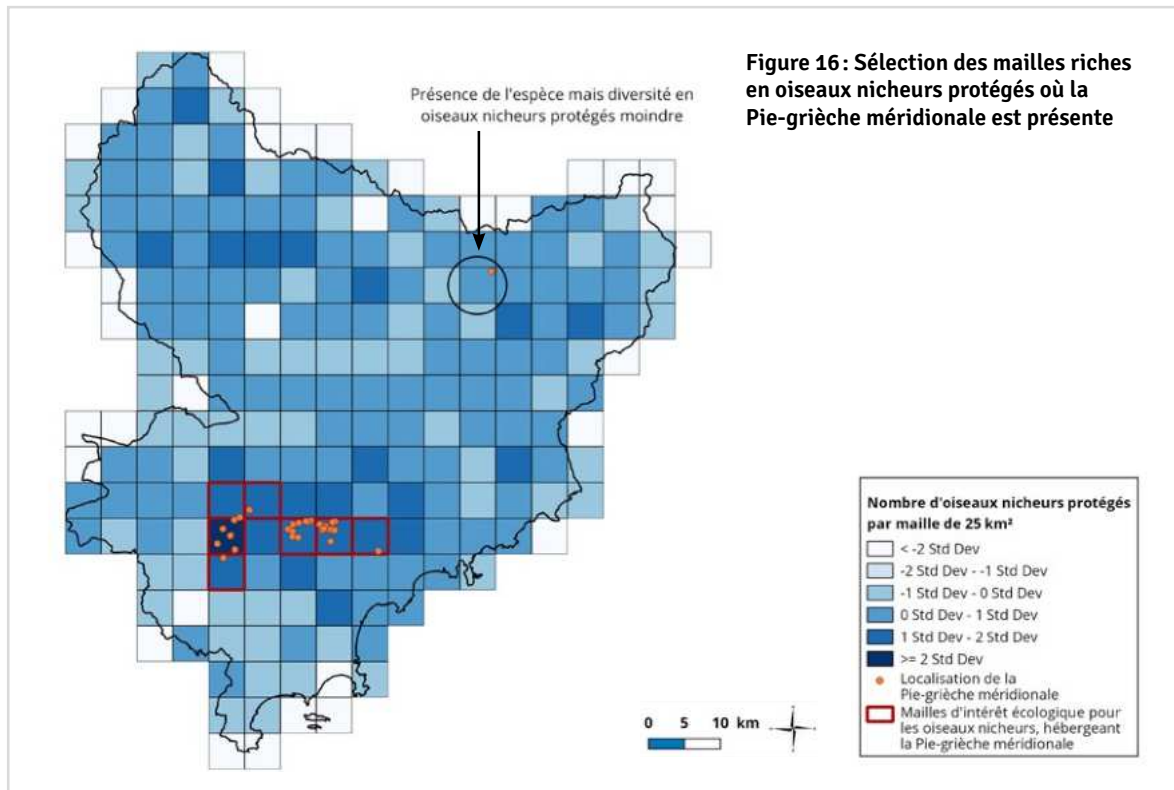 Figure 16 : Sélection des mailles riches
en oiseaux nicheurs protégés où la
Pie-grièche méridionale est présente
Présence de l'espèce mais diversité en
oiseaux nicheurs protégés moindre
Nombre d'oiseaux nicheurs protégés
par maille de 25 km²
< -2 Std Dev
-2 Std Dev - -1 Std Dev
-1 Std Dev - 0 Std Dev
0 Std Dev - 1 Std Dev
1 Std Dev - 2 Std Dev
>= 2 Std Dev
Localisation de la
Pie-grièche méridionale
Mailles d'intérêt écologique pour
les oiseaux nicheurs, hébergeant
la Pie-grièche méridionale
0 5 10 km